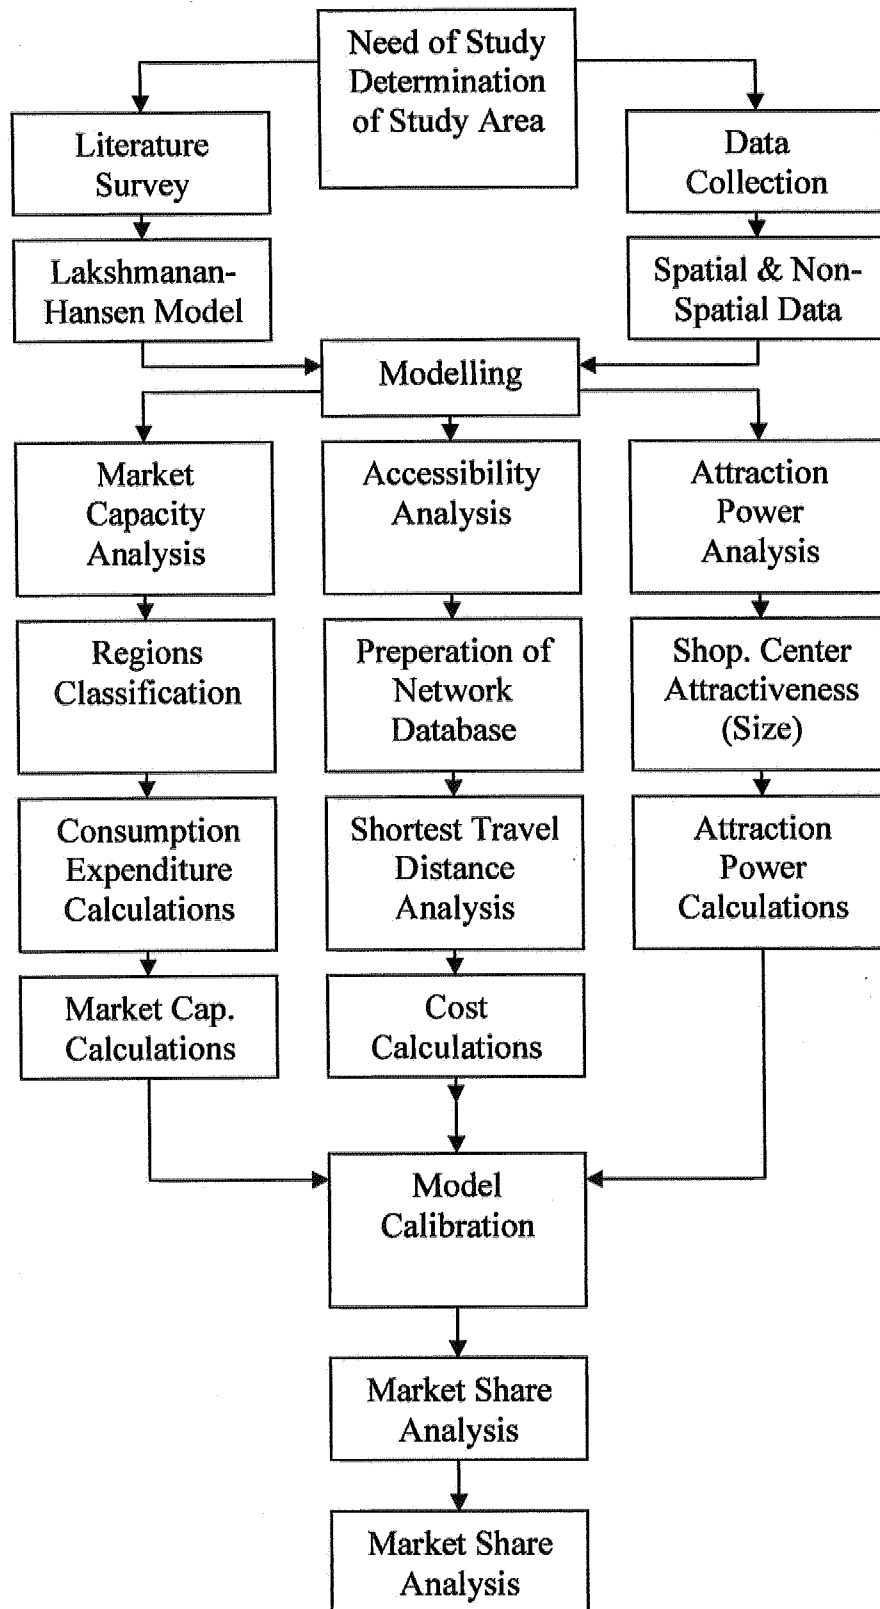 Need of Study
Determination
of Study Area
Literature
Survey
Data
Collection
Lakshmanan-
Hansen Model
Spatial & Non-
Spatial Data
Modelling
Market
Capacity
Analysis
Accessibility
Analysis
Attraction
Power
Analysis
Regions
Classification
Preperation of
Network
Database
Shop. Center
Attractiveness
(Size)
Consumption
Expenditure
Calculations
Shortest Travel
Distance
Analysis
Attraction
Power
Calculations
Market Cap.
Calculations
Cost
Calculations
Model
Calibration
Market Share
Analysis
Market Share
Analysis